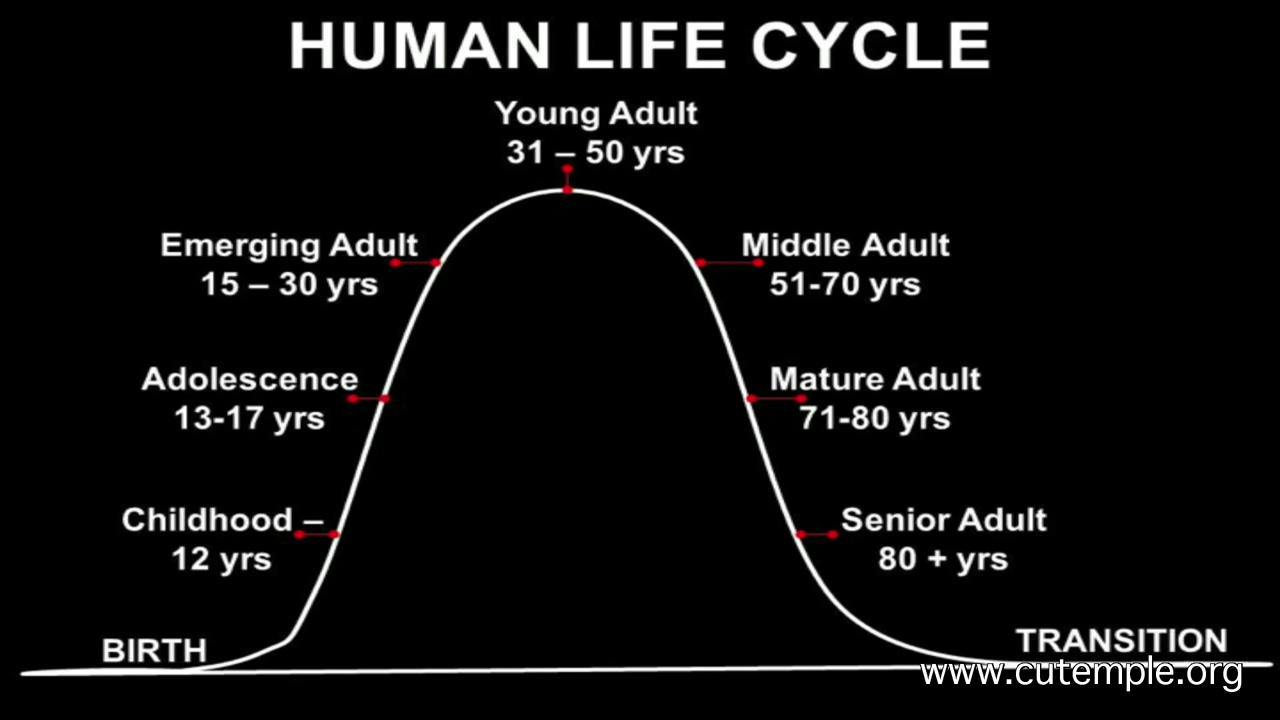 HUMAN LIFE CYCLE
Young Adult
31 – 50 yrs
Emerging Adult
15 – 30 yrs
Middle Adult
51-70 yrs
Adolescence
13-17 yrs
Mature Adult
71-80 yrs
Childhood –
12 yrs
Senior Adult
80 + yrs
BIRTH
TRANSITION
www.cutemple.org